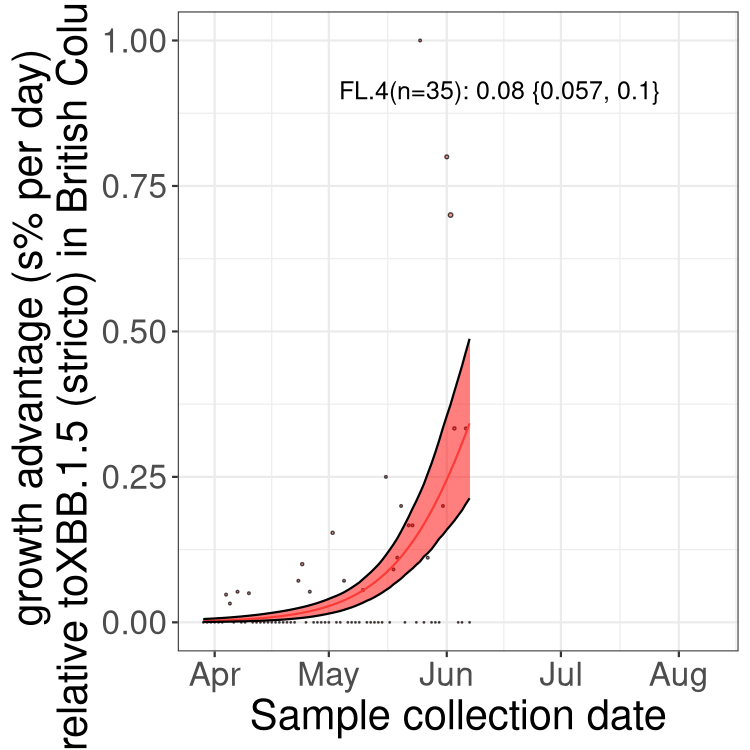 growth advantage (s% per day)
relative toXBB.1.5 (stricto) in British Colu
1.00
0.75
0.50
0.25
0.00
FL.4(n=35): 0.08 {0.057, 0.1}
Apr May Jun Jul Aug
Sample collection date